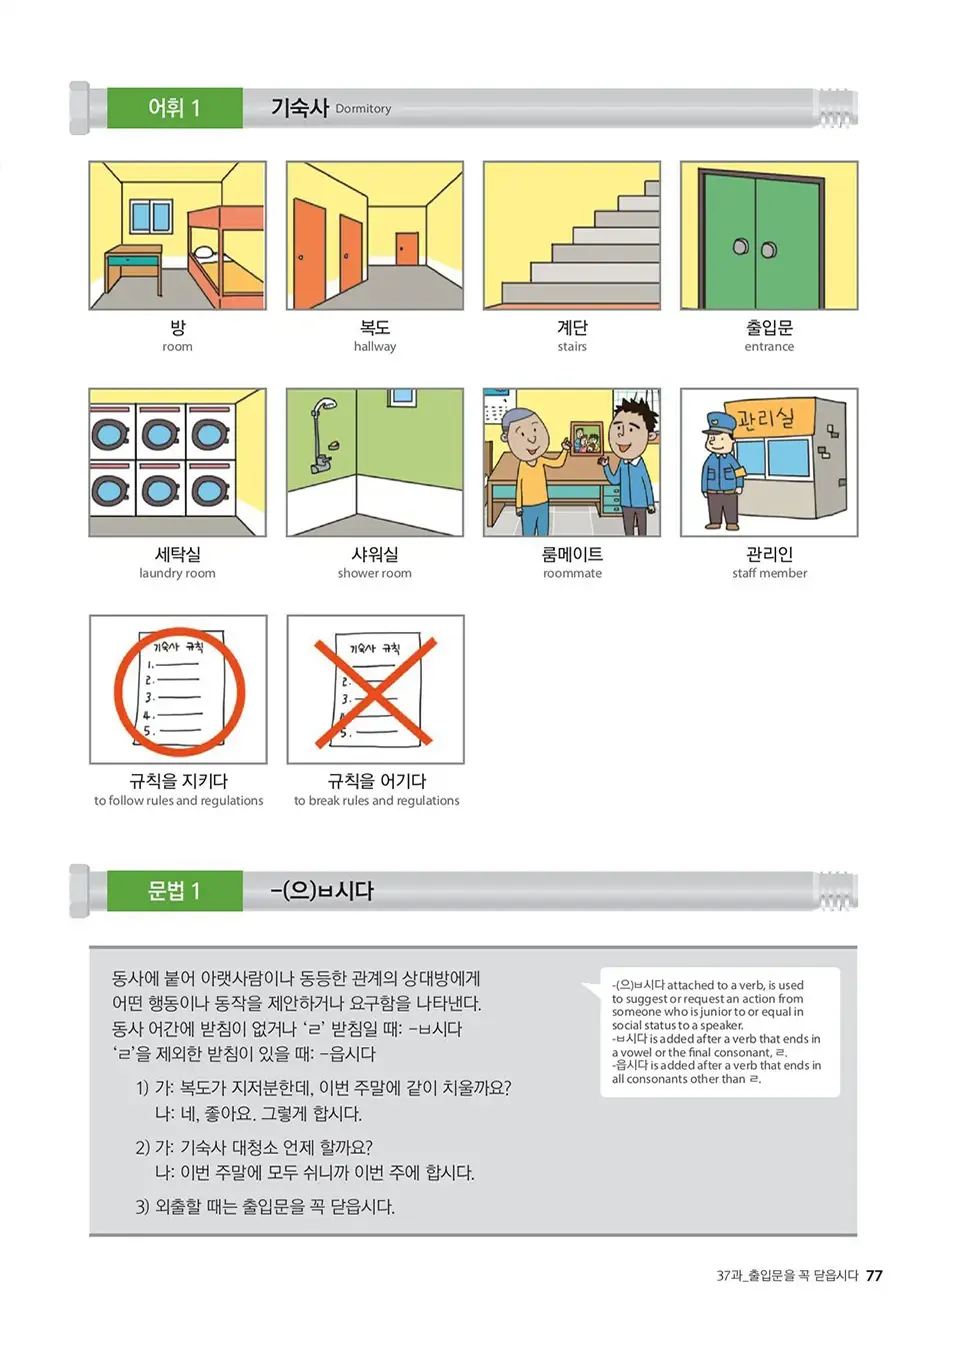 어휘 1
기숙사 Dormitory
방
room
복도
hallway
계단
stairs
출입문
entrance
관리실
세탁실
laundry room
샤워실
shower room
룸메이트
roommate
관리인
staff member
기숙사 규칙
1.
2.
3.
4.
5.
기숙사 규칙
2.
3.
5.
규칙을 지키다
to follow rules and regulations
규칙을 어기다
to break rules and regulations
문법 1
-(으)ㅂ시다
동사에 붙어 아랫사람이나 동등한 관계의 상대방에게
어떤 행동이나 동작을 제안하거나 요구함을 나타낸다.
동사 어간에 받침이 없거나 ‘ㄹ’ 받침일 때: -ㅂ시다
‘ㄹ’을 제외한 받침이 있을 때: -읍시다
-(으)ㅂ시다 attached to a verb, is used
to suggest or request an action from
someone who is junior to or equal in
social status to a speaker.
-ㅂ시다 is added after a verb that ends in
a vowel or the final consonant, ㄹ.
-읍시다 is added after a verb that ends in
all consonants other than ㄹ.
1) 가: 복도가 지저분한데, 이번 주말에 같이 치울까요?
나: 네, 좋아요. 그렇게 합시다.
2) 가: 기숙사 대청소 언제 할까요?
나: 이번 주말에 모두 쉬니까 이번 주에 합시다.
3) 외출할 때는 출입문을 꼭 닫읍시다.
37과_출입문을 꼭 닫읍시다 77